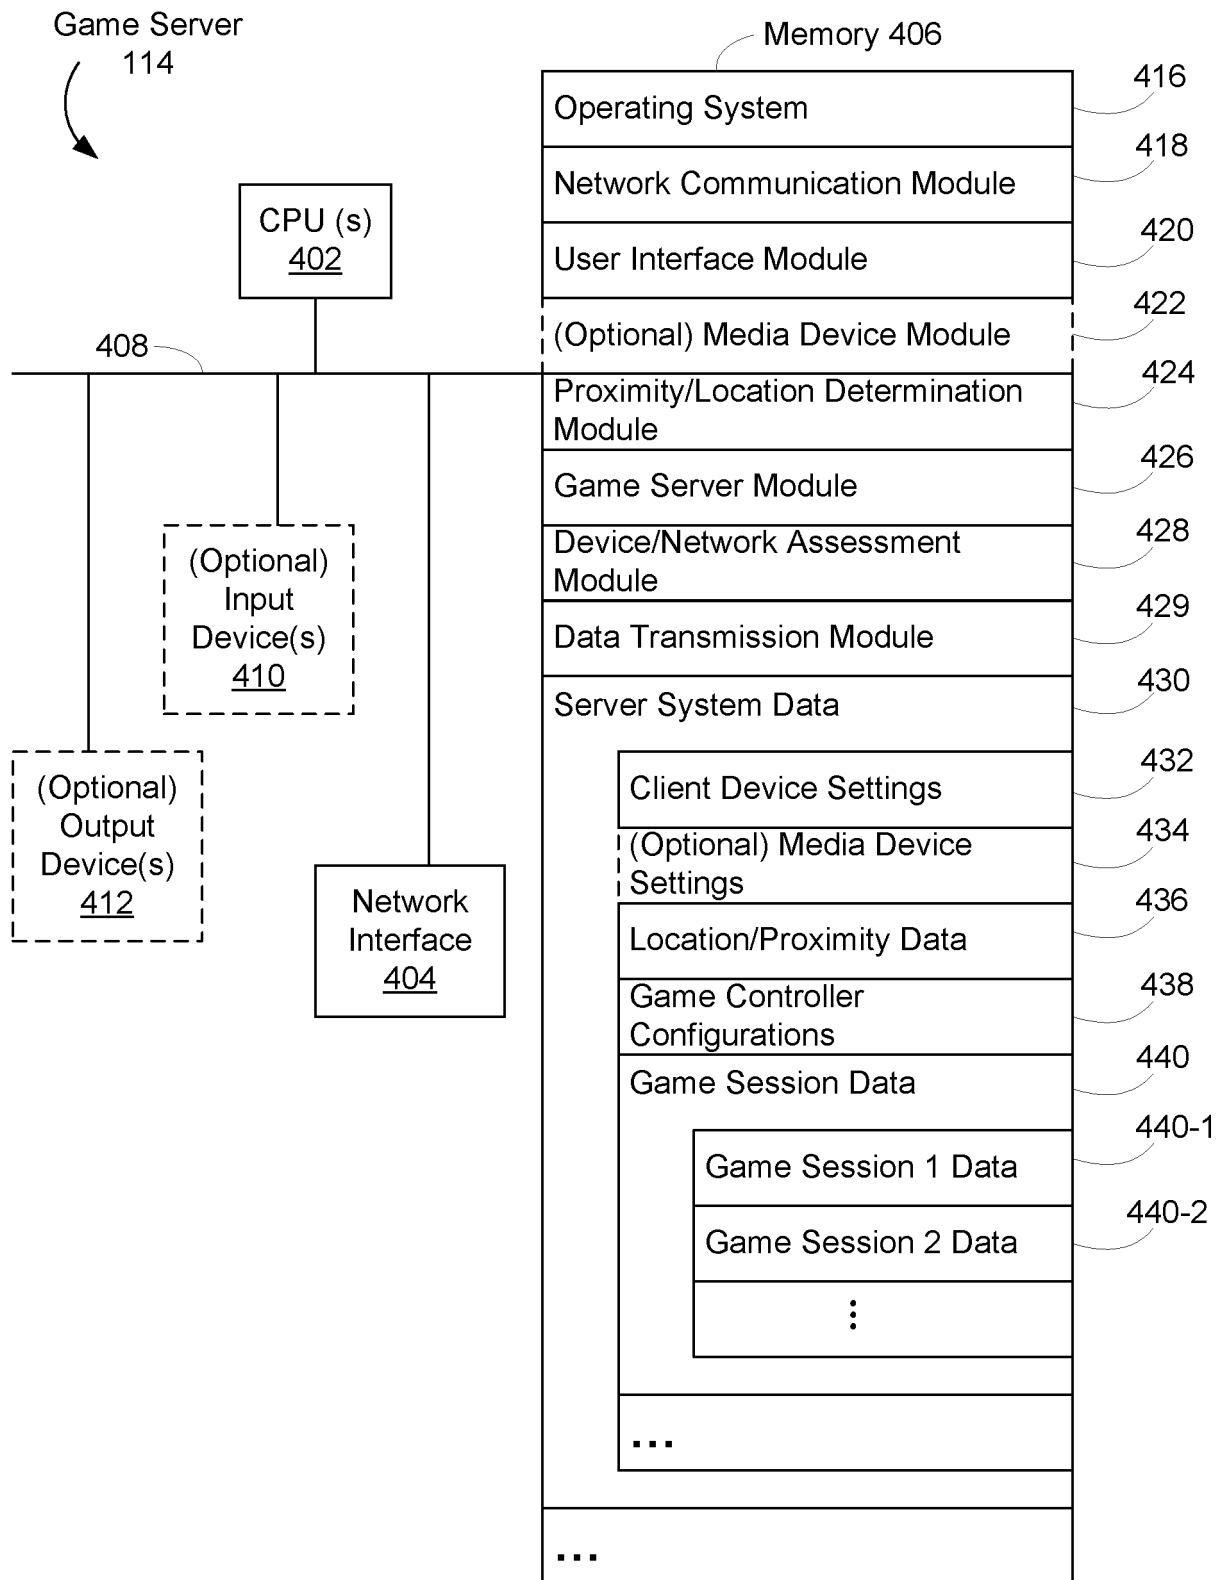 Game Server
114
Memory 406
416
Operating System
418
Network Communication Module
420
User Interface Module
422
(Optional) Media Device Module
424
Proximity/Location Determination
Module
426
Game Server Module
428
Device/Network Assessment
Module
429
Data Transmission Module
430
Server System Data
432
Client Device Settings
434
(Optional) Media Device
Settings
436
Location/Proximity Data
438
Game Controller
Configurations
440
Game Session Data
440-1
Game Session 1 Data
440-2
Game Session 2 Data
⋮
...
...
CPU (s)
402
408
(Optional)
Input
Device(s)
410
(Optional)
Output
Device(s)
412
Network
Interface
404